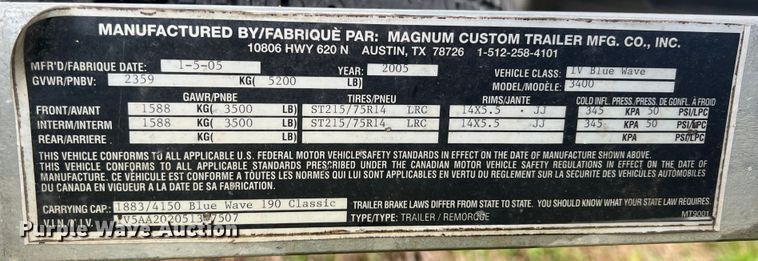 MANUFACTURED BY/FABRIQUÈ PAR: MAGNUM CUSTOM TRAILER MFG. CO., INC.
10806 HWY 620 N AUSTIN, TX 78726 1-512-258-4101
MFR'D/FABRIQUE DATE: 1-5-05 YEAR: 2005 VEHICLE CLASS: IV Blue Wave
GVWR/PNBV: 2359 KG( 5200 LB) MODEL/MODÈLE: 3400
GAWR/PNBE TIRES/PNEU RIMS/JANTE COLD INFL. PRESS./PRESS. DE GONFL. À FROID
FRONT/AVANT 1588 KG( 3500 LB) ST215/75R14 LRC 14X5.5 JJ 345 KPA 50 PSI/LPC
INTERM/INTERM 1588 KG( 3500 LB) ST215/75R14 LRC 14X5.5 JJ 345 KPA 50 PSI/LPC
REAR/ARRIERE KG( LB) KPA PSI/LPC
THIS VEHICLE CONFORMS TO ALL APPLICABLE U.S. FEDERAL MOTOR VEHICLE SAFETY STANDARDS IN EFFECT ON THE DATE OF MANUFACTURE SHOWN ABOVE.
THIS VEHICLE CONFORMS TO ALL APPLICABLE STANDARDS PRESCRIBED UNDER THE CANADIAN MOTOR VEHICLE SAFETY REGULATIONS IN EFFECT ON THE DATE OF
MANUFACTURE. CE VÉHICULE EST CONFORME A TOUTES LES NORMES QUI LUI SONT APPLICABLES EN VERTU DU REGLEMENT SUR LA SECURITE DES VEHICULES AUTOMOBILES
DU CANADA EN VIGUEUR A LA DATE DE SA FABRICATION.
CARRYING CAP.: 1883/4150 Blue Wave 190 Classic TRAILER BRAKE LAWS DIFFER FROM STATE TO STATE. YOU SHOULD KNOW YOUR STATE REQUIREMENTS.
V.I.N./N.I.V. TYPE/TYPE: TRAILER / REMORQUE MT9001
Purple Wave Auction